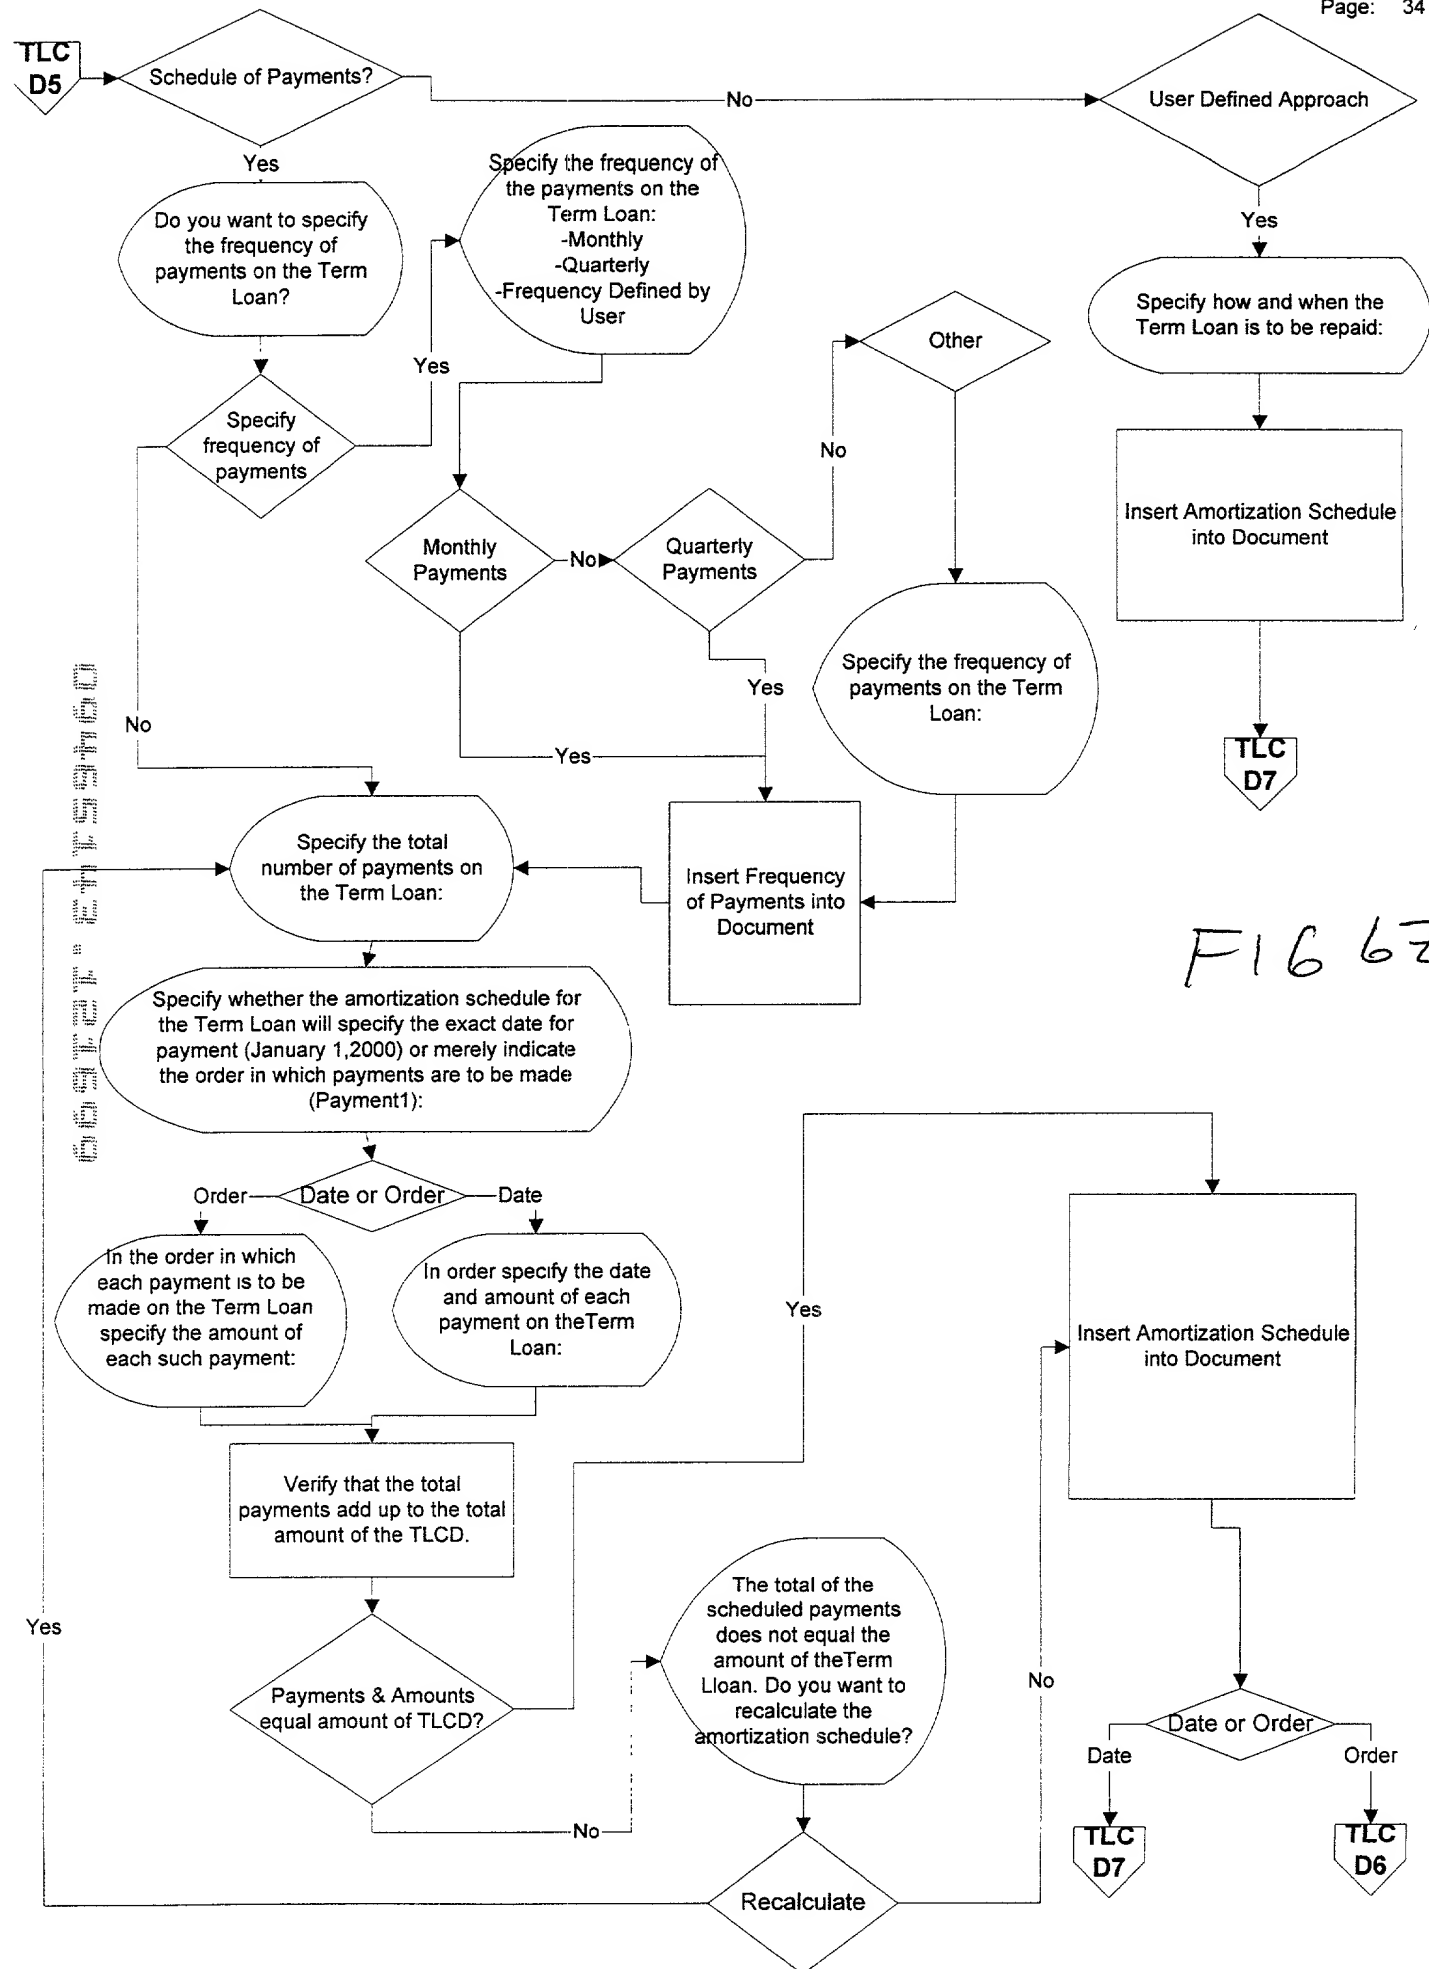 Page: 34
TLC
D5
Schedule of Payments?
No
User Defined Approach
Yes
Do you want to specify
the frequency of
payments on the Term
Loan?
Specify the frequency of
the payments on the
Term Loan:
-Monthly
-Quarterly
-Frequency Defined by
User
Yes
Specify how and when the
Term Loan is to be repaid:
Other
Yes
Specify
frequency of
payments
No
Insert Amortization Schedule
into Document
Monthly
Payments
No
Quarterly
Payments
Specify the frequency of
payments on the Term
Loan:
Yes
No
Yes
TLC
D7
Specify the total
number of payments on
the Term Loan:
Insert Frequency
of Payments into
Document
FIG 6Z
Specify whether the amortization schedule for
the Term Loan will specify the exact date for
payment (January 1,2000) or merely indicate
the order in which payments are to be made
(Payment1):
Order
Date or Order
Date
In the order in which
each payment is to be
made on the Term Loan
specify the amount of
each such payment:
In order specify the date
and amount of each
payment on theTerm
Loan:
Yes
Insert Amortization Schedule
into Document
Verify that the total
payments add up to the total
amount of the TLCD.
The total of the
scheduled payments
does not equal the
amount of theTerm
Lloan. Do you want to
recalculate the
amortization schedule?
Yes
Payments & Amounts
equal amount of TLCD?
No
No
Date or Order
Date
Order
TLC
D7
TLC
D6
Recalculate